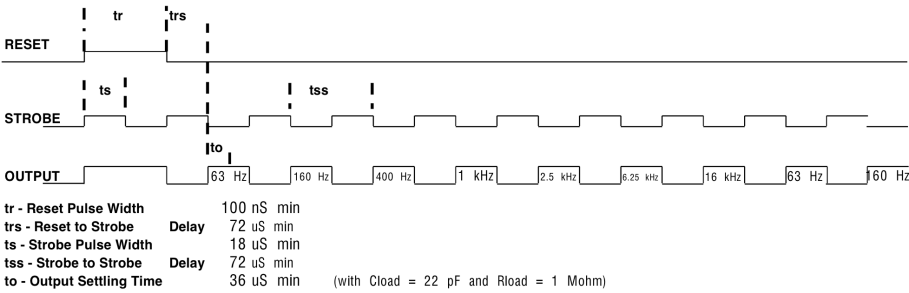 tr trs
RESET
ts tss
STROBE
to
OUTPUT 63 Hz 160 Hz 400 Hz 1 kHz 2.5 kHz 6.25 kHz 16 kHz 63 Hz 160 Hz
tr - Reset Pulse Width 100 nS min
trs - Reset to Strobe Delay 72 uS min
ts - Strobe Pulse Width 18 uS min
tss - Strobe to Strobe Delay 72 uS min
to - Output Settling Time 36 uS min (with Cload = 22 pF and Rload = 1 Mohm)